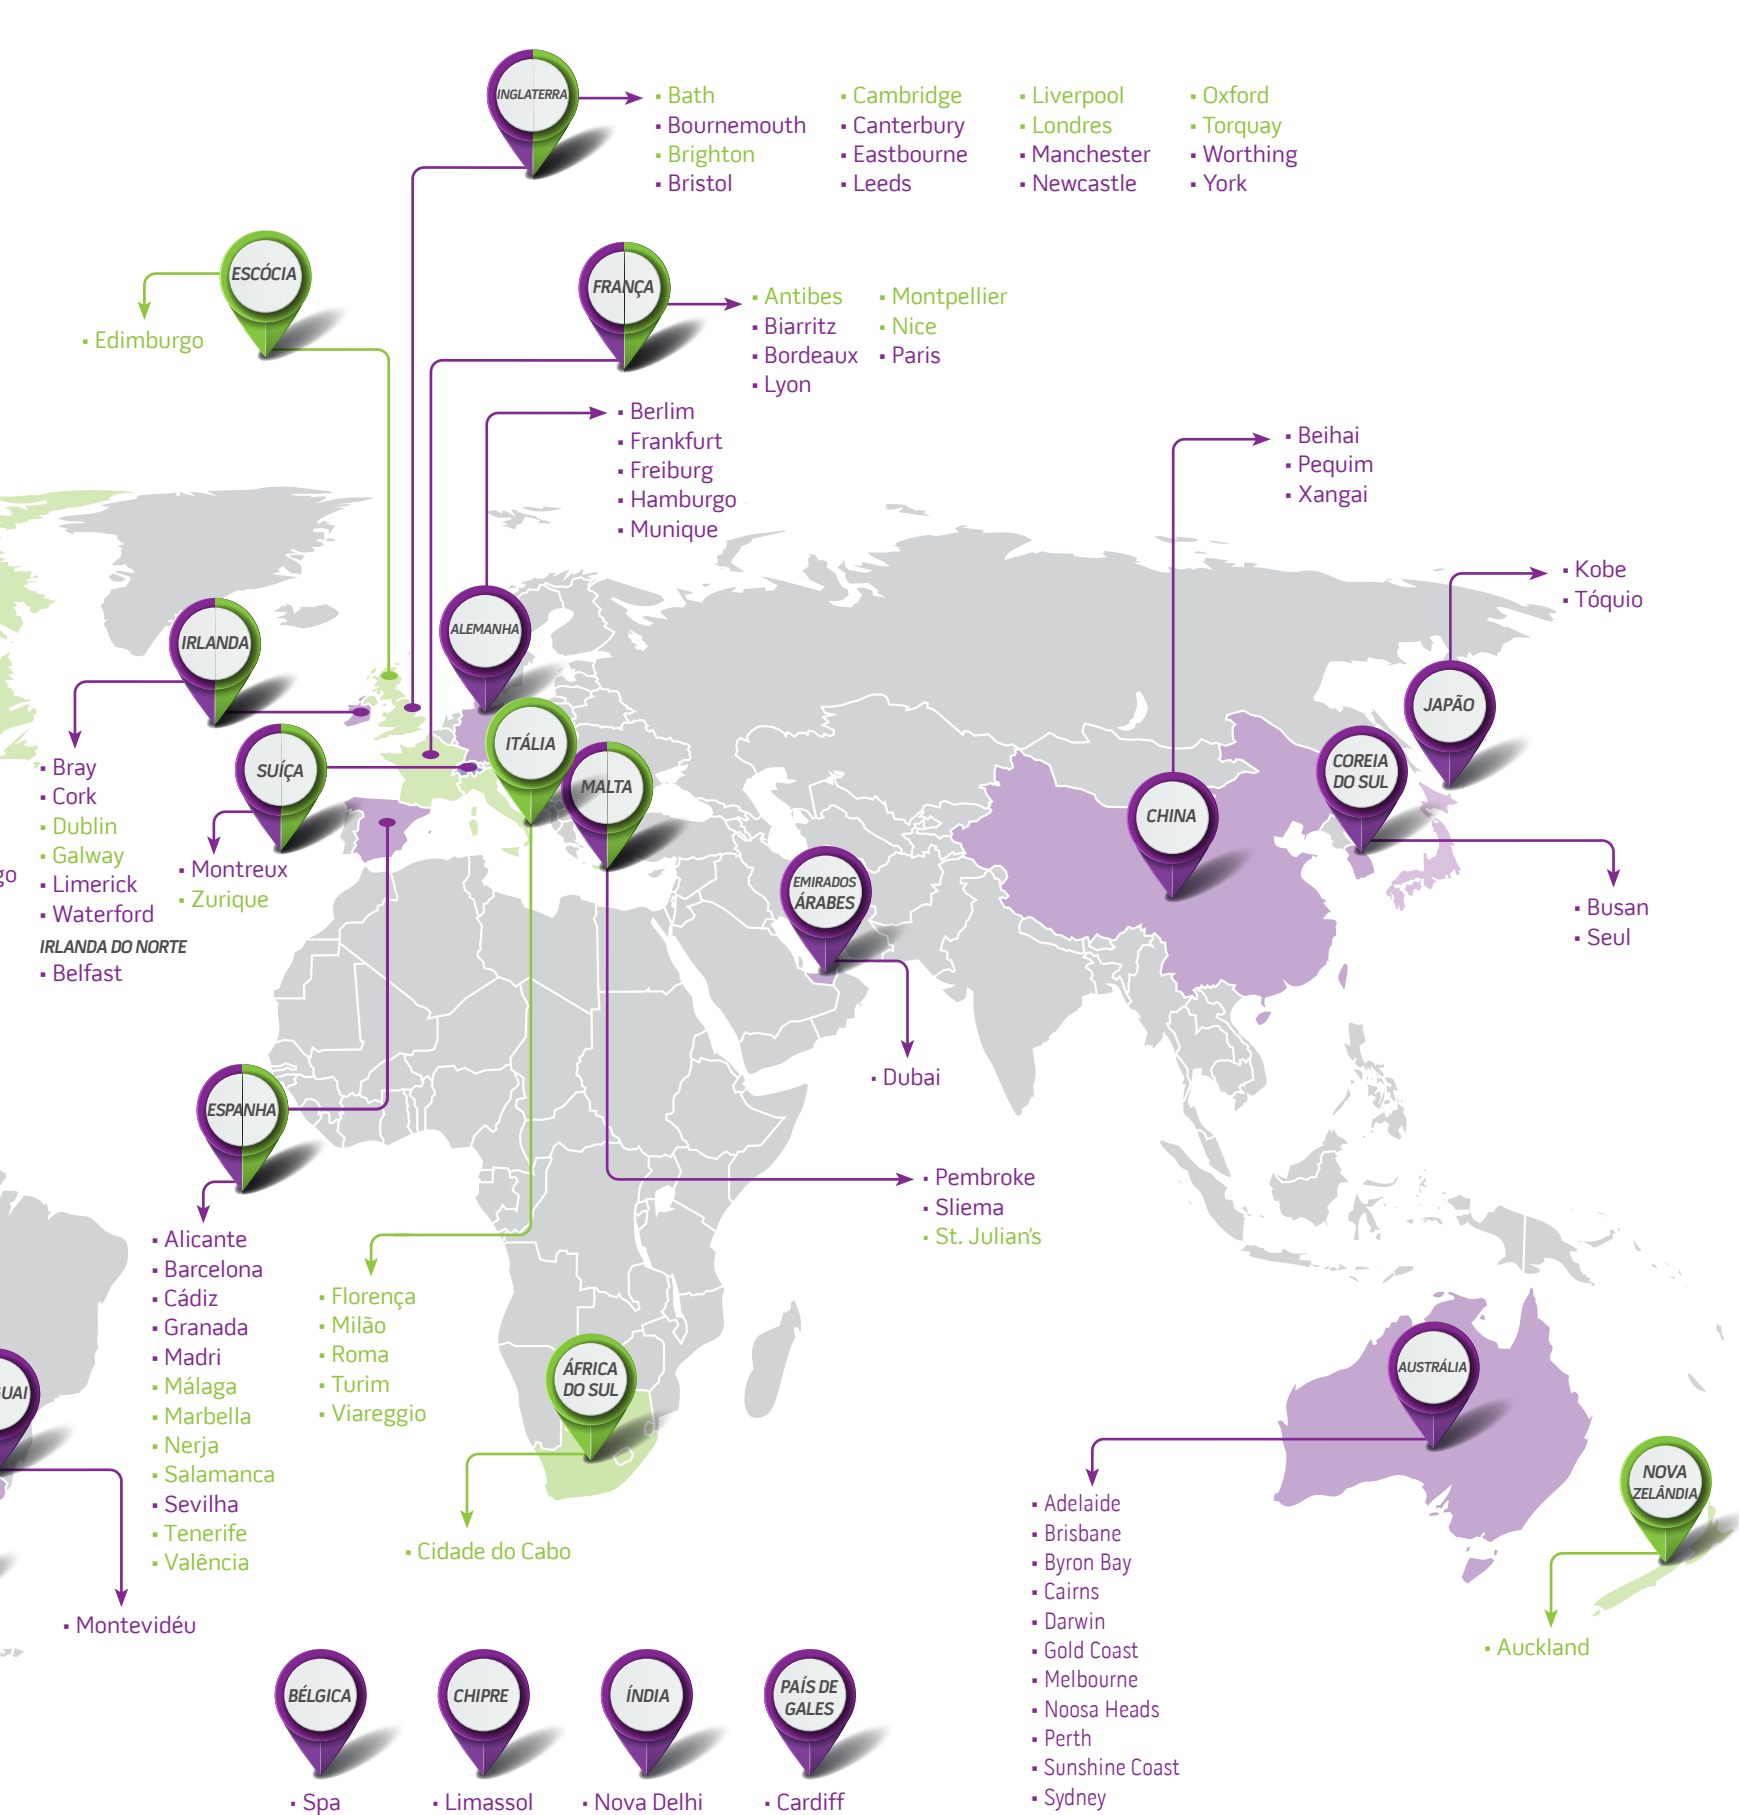 INGLATERRA
▪ Bath
▪ Bournemouth
▪ Brighton
▪ Bristol
▪ Cambridge
▪ Canterbury
▪ Eastbourne
▪ Leeds
▪ Liverpool
▪ Londres
▪ Manchester
▪ Newcastle
▪ Oxford
▪ Torquay
▪ Worthing
▪ York
ESCÓCIA
▪ Edimburgo
FRANÇA
▪ Antibes
▪ Biarritz
▪ Bordeaux
▪ Lyon
▪ Montpellier
▪ Nice
▪ Paris
ALEMANHA
▪ Berlim
▪ Frankfurt
▪ Freiburg
▪ Hamburgo
▪ Munique
CHINA
▪ Beihai
▪ Pequim
▪ Xangai
JAPÃO
▪ Kobe
▪ Tóquio
COREIA
DO SUL
▪ Busan
▪ Seul
IRLANDA
▪ Bray
▪ Cork
▪ Dublin
▪ Galway
▪ Limerick
▪ Waterford
IRLANDA DO NORTE
▪ Belfast
go
SUÍÇA
▪ Montreux
▪ Zurique
ITÁLIA
▪ Florença
▪ Milão
▪ Roma
▪ Turim
▪ Viareggio
MALTA
▪ Pembroke
▪ Sliema
▪ St. Julian's
EMIRADOS
ÁRABES
▪ Dubai
ESPANHA
▪ Alicante
▪ Barcelona
▪ Cádiz
▪ Granada
▪ Madri
▪ Málaga
▪ Marbella
▪ Nerja
▪ Salamanca
▪ Sevilha
▪ Tenerife
▪ Valência
UAI
▪ Montevidéu
ÁFRICA
DO SUL
▪ Cidade do Cabo
AUSTRÁLIA
▪ Adelaide
▪ Brisbane
▪ Byron Bay
▪ Cairns
▪ Darwin
▪ Gold Coast
▪ Melbourne
▪ Noosa Heads
▪ Perth
▪ Sunshine Coast
▪ Sydney
NOVA
ZELÂNDIA
▪ Auckland
BÉLGICA
▪ Spa
CHIPRE
▪ Limassol
ÍNDIA
▪ Nova Delhi
PAÍS DE
GALES
▪ Cardiff